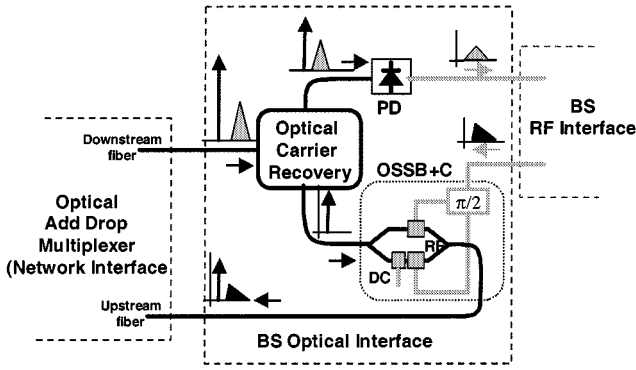 PD
BS
RF Interface
Optical
Carrier
Recovery
Downstream
fiber
OSSB+C
π/2
Optical
Add Drop
Multiplexer
(Network Interface
RF
DC
Upstream
fiber
BS Optical Interface